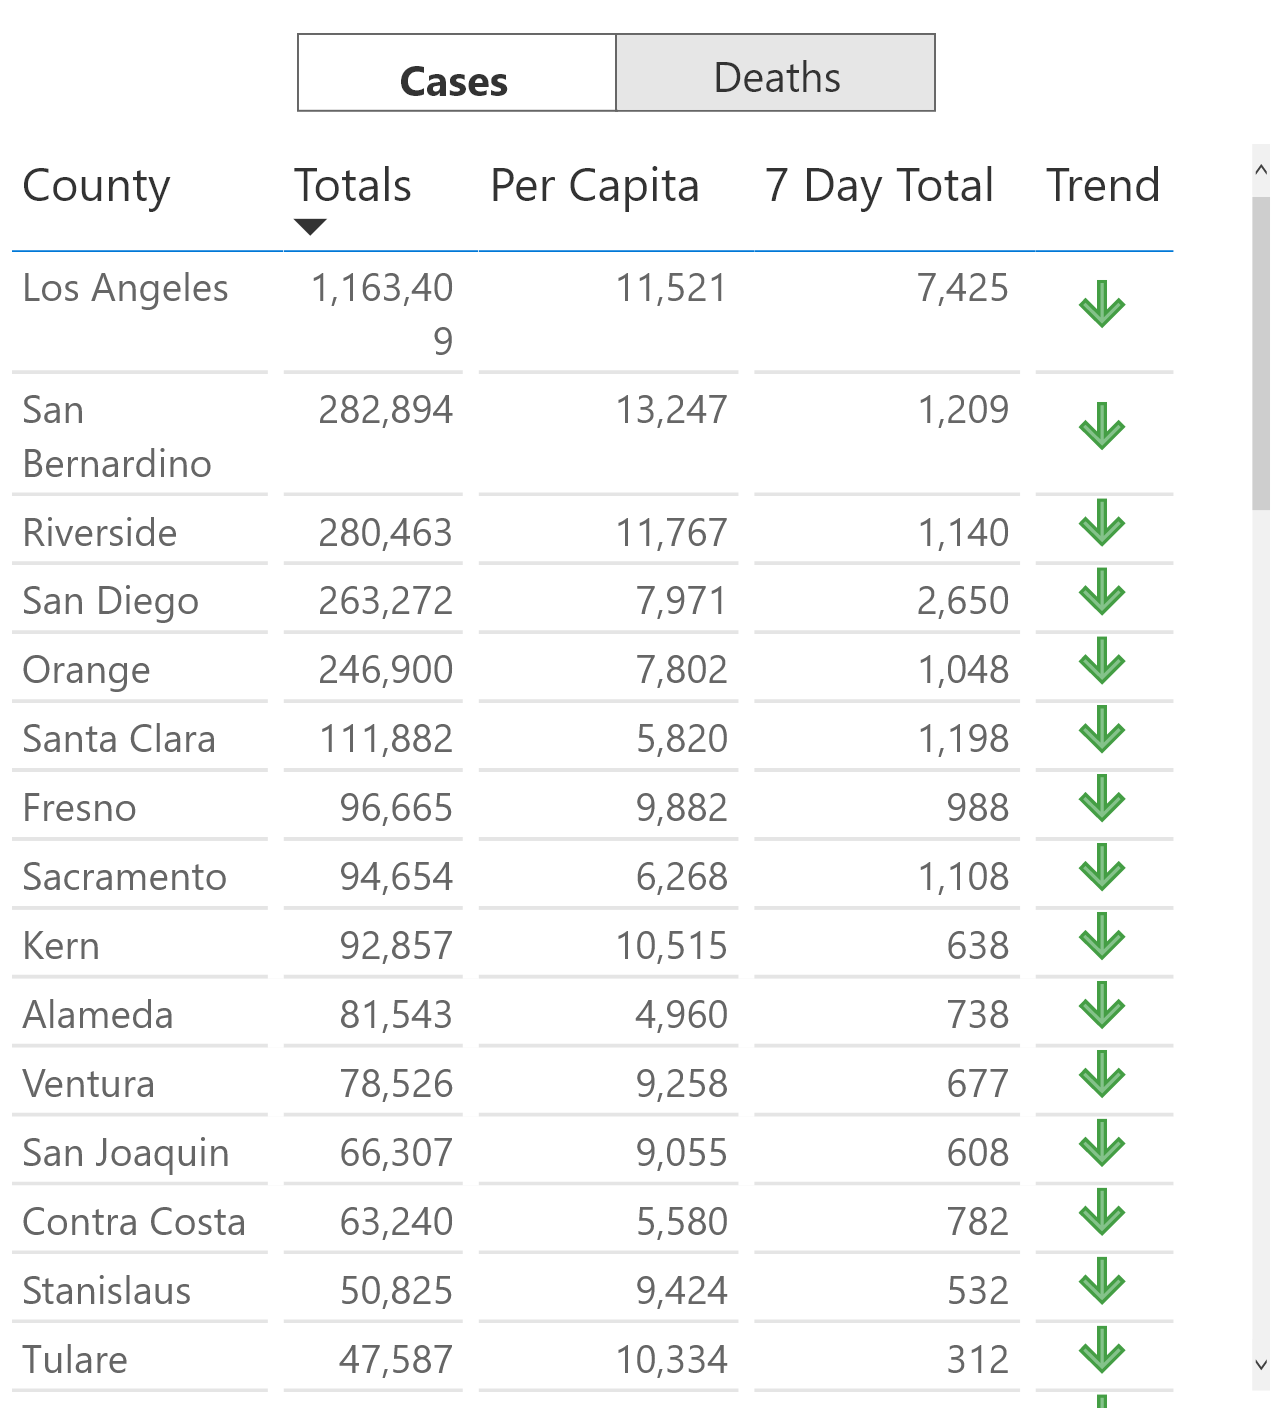 Cases Deaths
County Totals Per Capita 7 Day Total Trend
Los Angeles 1,163,40 11,521 7,425
9
San 282,894 13,247 1,209
Bernardino
Riverside 280,463 11,767 1,140
San Diego 263,272 7,971 2,650
Orange 246,900 7,802 1,048
Santa Clara 111,882 5,820 1,198
Fresno 96,665 9,882 988
Sacramento 94,654 6,268 1,108
Kern 92,857 10,515 638
Alameda 81,543 4,960 738
Ventura 78,526 9,258 677
San Joaquin 66,307 9,055 608
Contra Costa 63,240 5,580 782
Stanislaus 50,825 9,424 532
Tulare 47,587 10,334 312